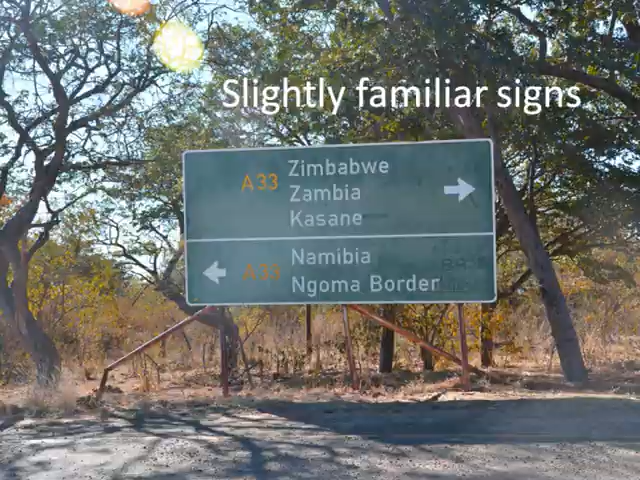 Slightly familiar signs
A33
Zimbabwe
Zambia
Kasane
A33
Namibia
Ngoma Border